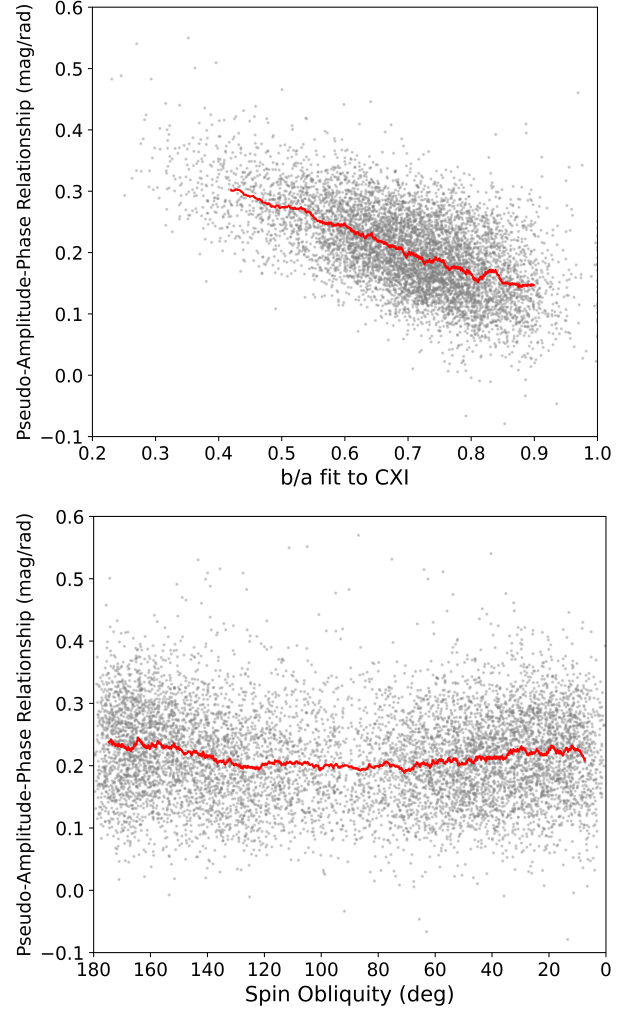 Pseudo-Amplitude-Phase Relationship (mag/rad)
0.6
0.5
0.4
0.3
0.2
0.1
0.0
−0.1
0.2 0.3 0.4 0.5 0.6 0.7 0.8 0.9 1.0
b/a fit to CXI
Pseudo-Amplitude-Phase Relationship (mag/rad)
0.6
0.5
0.4
0.3
0.2
0.1
0.0
−0.1
180 160 140 120 100 80 60 40 20 0
Spin Obliquity (deg)